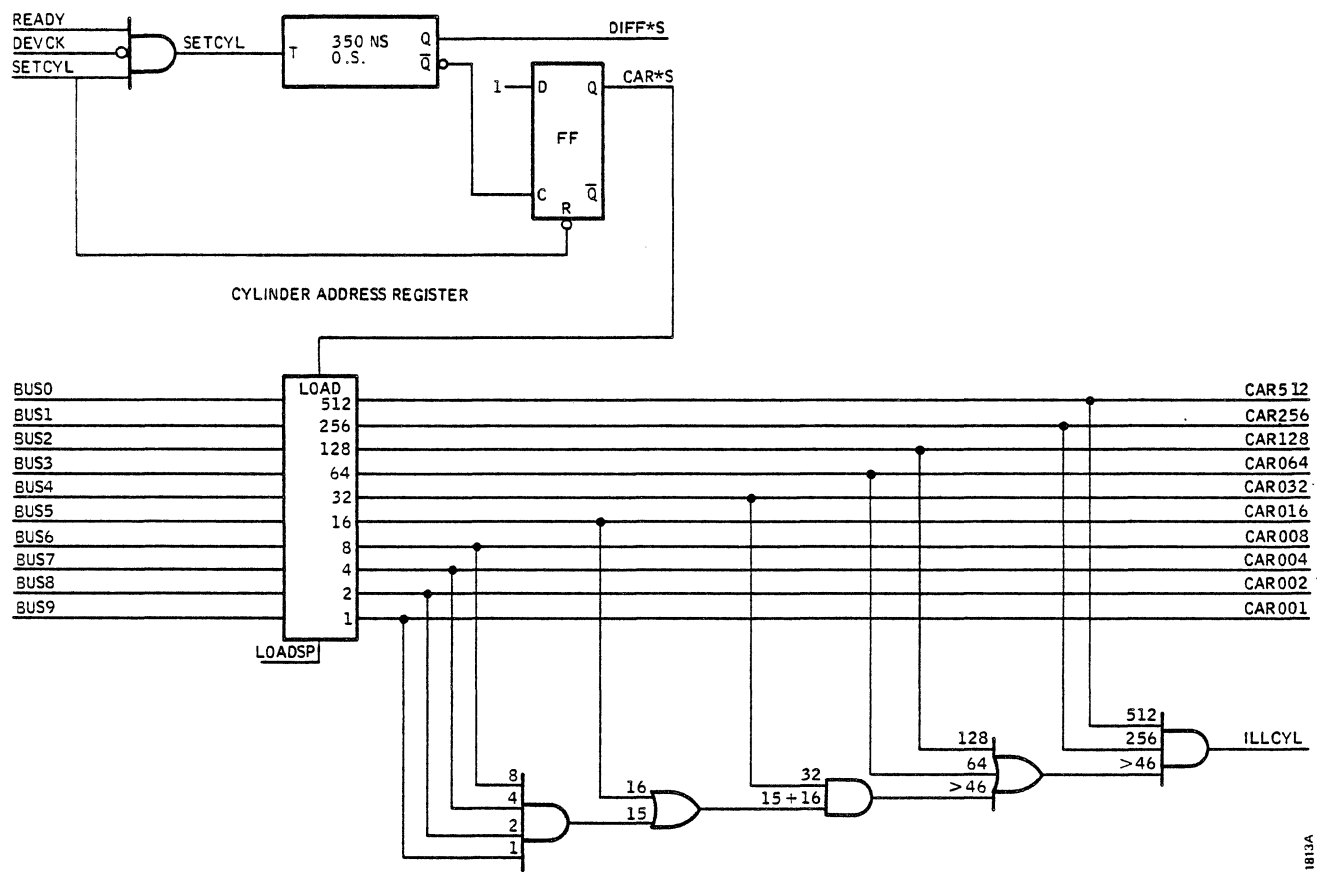 READY
DEVCK
SETCYL
SETCYL
T
350 NS
O.S.
Q
Q̅
DIFF*S
1
D
Q
FF
C
Q̅
R
CAR*S
CYLINDER ADDRESS REGISTER
LOAD
BUS0
512
CAR512
BUS1
256
CAR256
BUS2
128
CAR128
BUS3
64
CAR064
BUS4
32
CAR032
BUS5
16
CAR016
BUS6
8
CAR008
BUS7
4
CAR004
BUS8
2
CAR002
BUS9
1
CAR001
LOADSP
8
4
2
1
16
15
32
15+16
128
64
>46
512
256
>46
ILLCYL
1813A